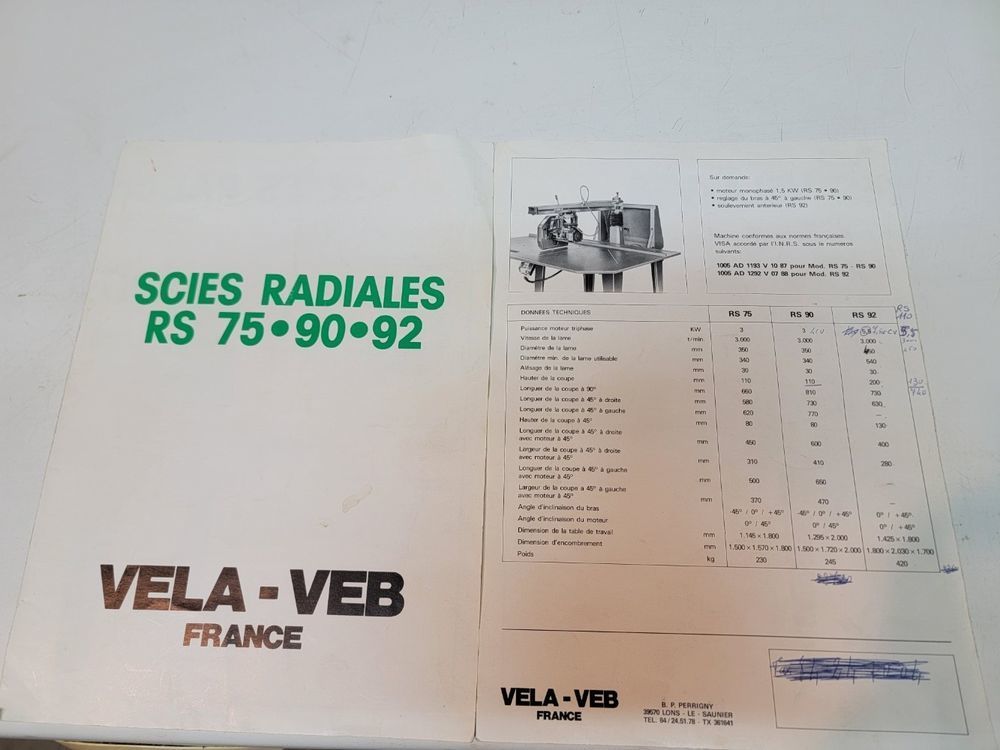 SCIES RADIALES
RS 75•90•92
VELA - VEB
FRANCE
Sur demande:
• moteur monophasé 1,5 KW (RS 75 • 90)
• reglage du bras à 45° à gauche (RS 75 • 90)
• soulevement anterieur (RS 92)
Machine conformes aux normes françaises.
VISA accordé par l'I.N.R.S. sous le numeros
suivants:
1005 AD 1193 V 10 87 pour Mod. RS 75 - RS 90
1005 AD 1292 V 07 88 pour Mod. RS 92
DONNÉES TECHNIQUES RS 75 RS 90 RS 92 RS 110
Puissance moteur triphase KW 3 3 5,5
Vitesse de la lame t/min. 3.000 3.000 3.000
Diamètre de la lame mm 350 350
Diamètre min. de la lame utilisable mm 340 340 540
Alésage de la lame mm 30 30 30
Hauter de la coupe mm 110 110 200 130
Longuer de la coupe à 90° mm 660 810 730
Longuer de la coupe à 45° à droite mm 580 730 630
Longuer de la coupe à 45° à gauche mm 620 770 —
Hauter de la coupe à 45° mm 80 80 130
Longuer de la coupe à 45° à droite
avec moteur à 45° mm 450 600 400
Largeur de la coupe à 45° à droite
avec moteur à 45° mm 310 410 280
Longuer de la coupe à 45° à gauche
avec moteur à 45° mm 500 650 —
Largeur de la coupe a 45° à gauche
avec moteur à 45° mm 370 470 —
Angle d'inclinaison du bras -45° / 0° / +45° -45° / 0° / +45° 0° / +45°
Angle d'inclinaison du moteur 0° / 45° 0° / 45° 0° / +45°
Dimension de la table de travail mm 1.145 × 1.800 1.295 × 2.000 1.425 × 1.800
Dimension d'encombrement mm 1.500 × 1.570 × 1.800 1.500 × 1.720 × 2.000 1.800 × 2.030 × 1.700
Poids kg 230 245 420
VELA - VEB
FRANCE
B. P. PERRIGNY
39570 LONS - LE - SAUNIER
TEL. 84/24.51.78 - TX 361641